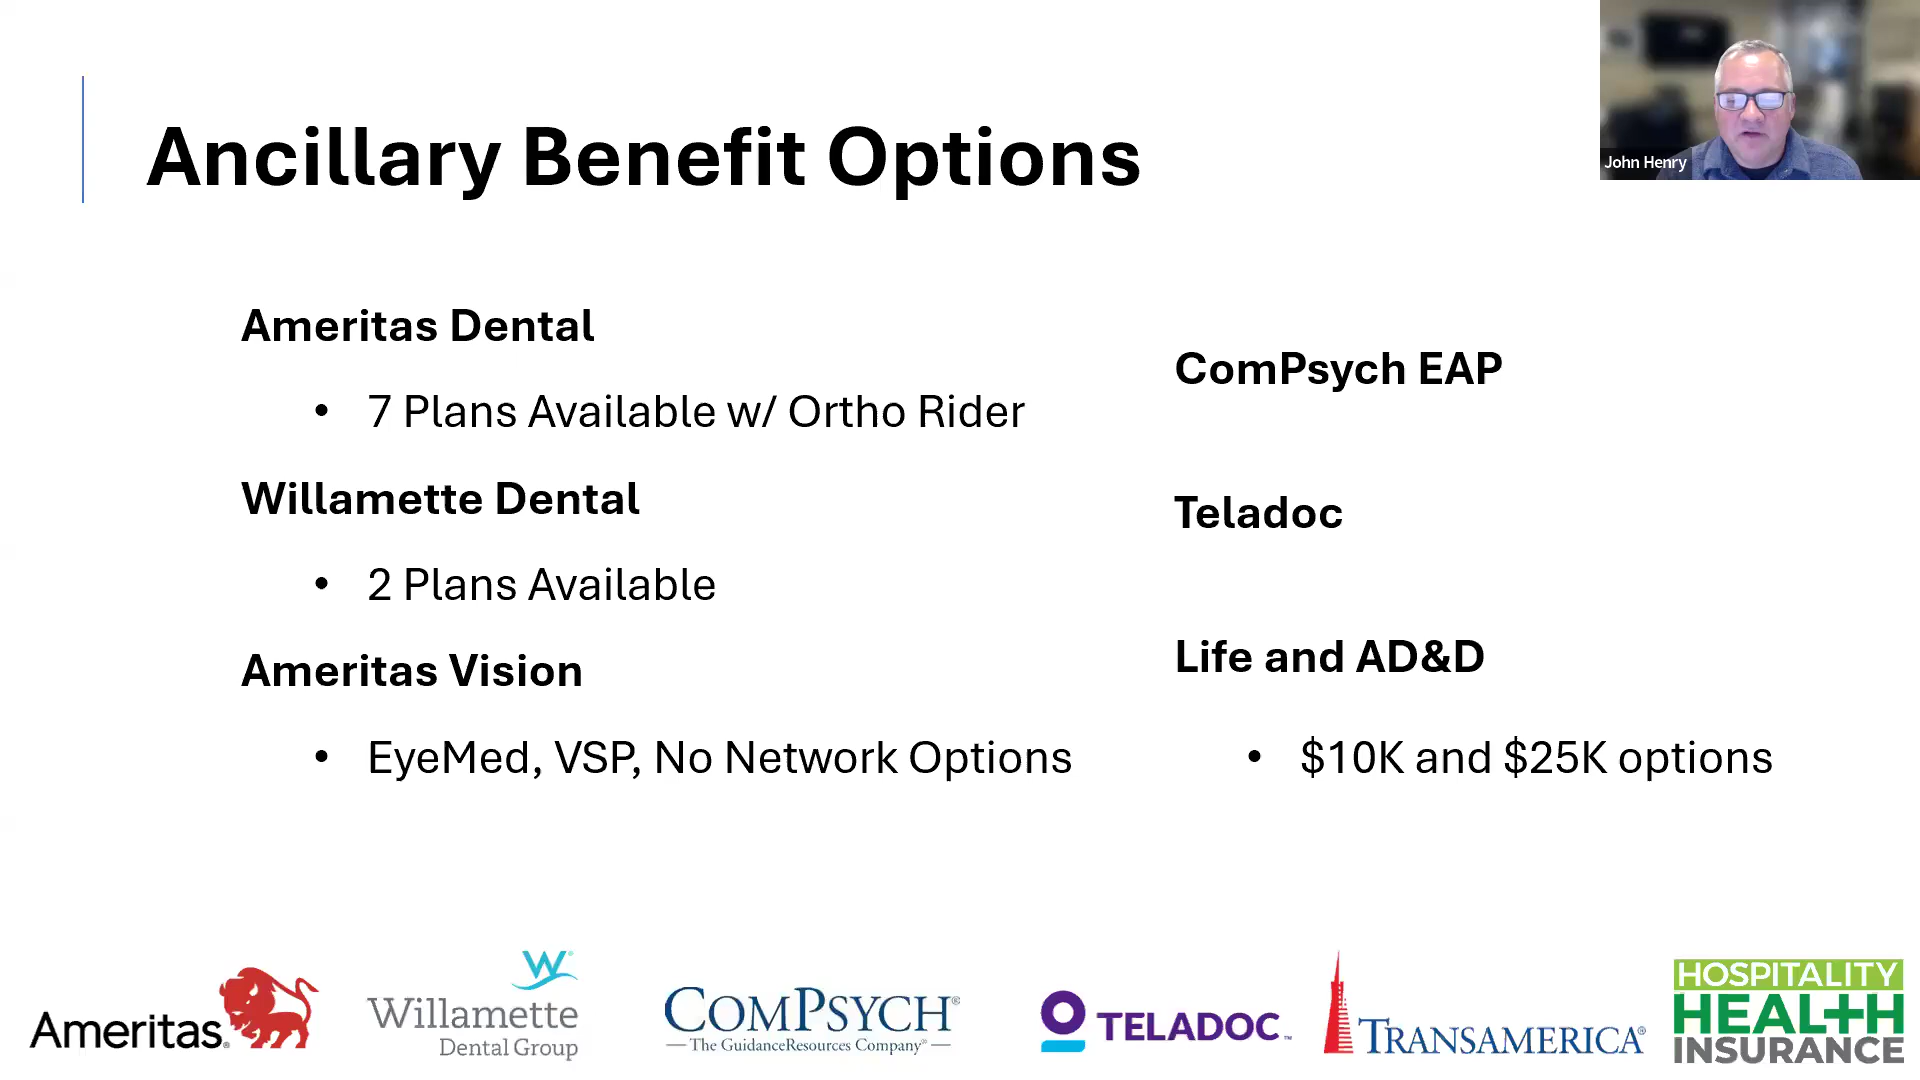 Ancillary Benefit Options
John Henry
Ameritas Dental
• 7 Plans Available w/ Ortho Rider
Willamette Dental
• 2 Plans Available
Ameritas Vision
• EyeMed, VSP, No Network Options
ComPsych EAP
Teladoc
Life and AD&D
• $10K and $25K options
Ameritas®
W®
Willamette
Dental Group
COMPSYCH®
The GuidanceResources Company®
TELADOC™
TRANSAMERICA®
HOSPITALITY
HEALTH
INSURANCE